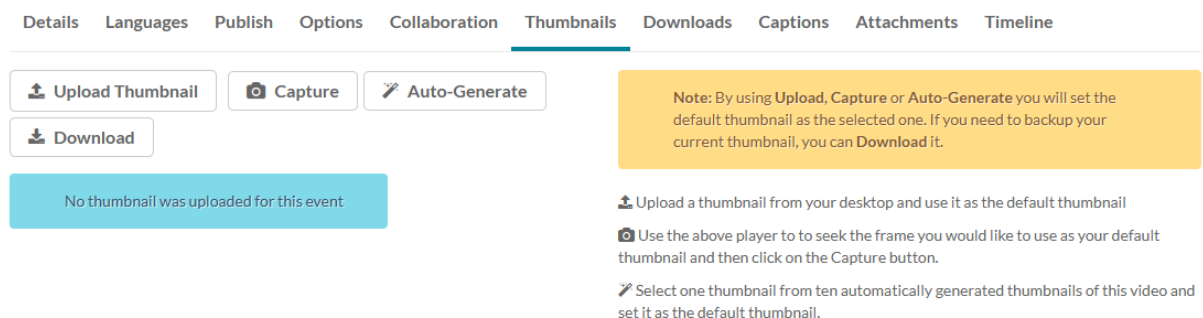 Details Languages Publish Options Collaboration Thumbnails Downloads Captions Attachments Timeline
Upload Thumbnail Capture Auto-Generate
Download
No thumbnail was uploaded for this event
Note: By using Upload, Capture or Auto-Generate you will set the
default thumbnail as the selected one. If you need to backup your
current thumbnail, you can Download it.
Upload a thumbnail from your desktop and use it as the default thumbnail
Use the above player to to seek the frame you would like to use as your default
thumbnail and then click on the Capture button.
Select one thumbnail from ten automatically generated thumbnails of this video and
set it as the default thumbnail.